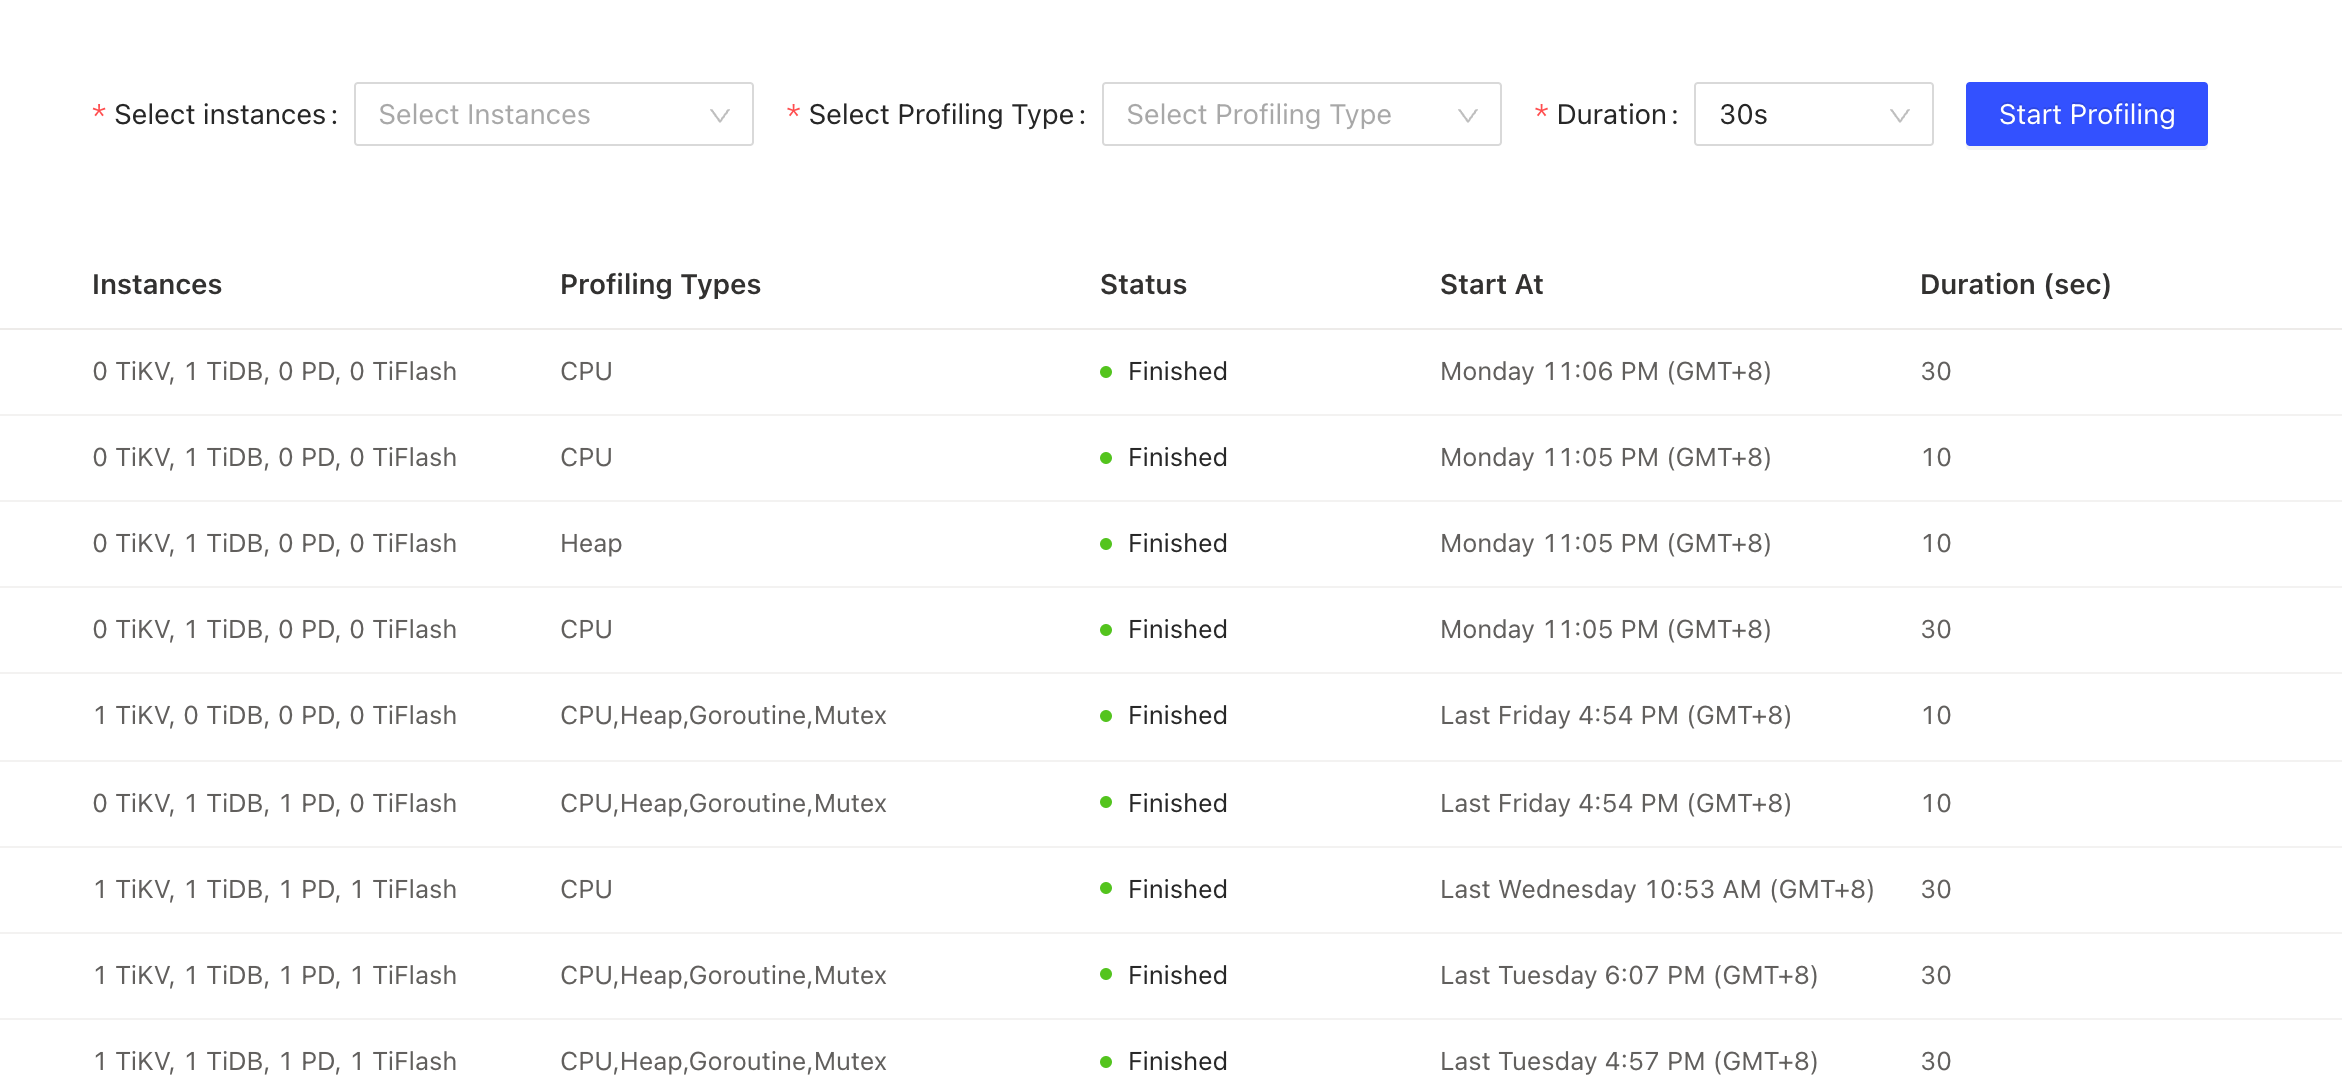 * Select instances: Select Instances * Select Profiling Type: Select Profiling Type * Duration: 30s Start Profiling
Instances Profiling Types Status Start At Duration (sec)
0 TiKV, 1 TiDB, 0 PD, 0 TiFlash CPU Finished Monday 11:06 PM (GMT+8) 30
0 TiKV, 1 TiDB, 0 PD, 0 TiFlash CPU Finished Monday 11:05 PM (GMT+8) 10
0 TiKV, 1 TiDB, 0 PD, 0 TiFlash Heap Finished Monday 11:05 PM (GMT+8) 10
0 TiKV, 1 TiDB, 0 PD, 0 TiFlash CPU Finished Monday 11:05 PM (GMT+8) 30
1 TiKV, 0 TiDB, 0 PD, 0 TiFlash CPU,Heap,Goroutine,Mutex Finished Last Friday 4:54 PM (GMT+8) 10
0 TiKV, 1 TiDB, 1 PD, 0 TiFlash CPU,Heap,Goroutine,Mutex Finished Last Friday 4:54 PM (GMT+8) 10
1 TiKV, 1 TiDB, 1 PD, 1 TiFlash CPU Finished Last Wednesday 10:53 AM (GMT+8) 30
1 TiKV, 1 TiDB, 1 PD, 1 TiFlash CPU,Heap,Goroutine,Mutex Finished Last Tuesday 6:07 PM (GMT+8) 30
1 TiKV, 1 TiDB, 1 PD, 1 TiFlash CPU,Heap,Goroutine,Mutex Finished Last Tuesday 4:57 PM (GMT+8) 30